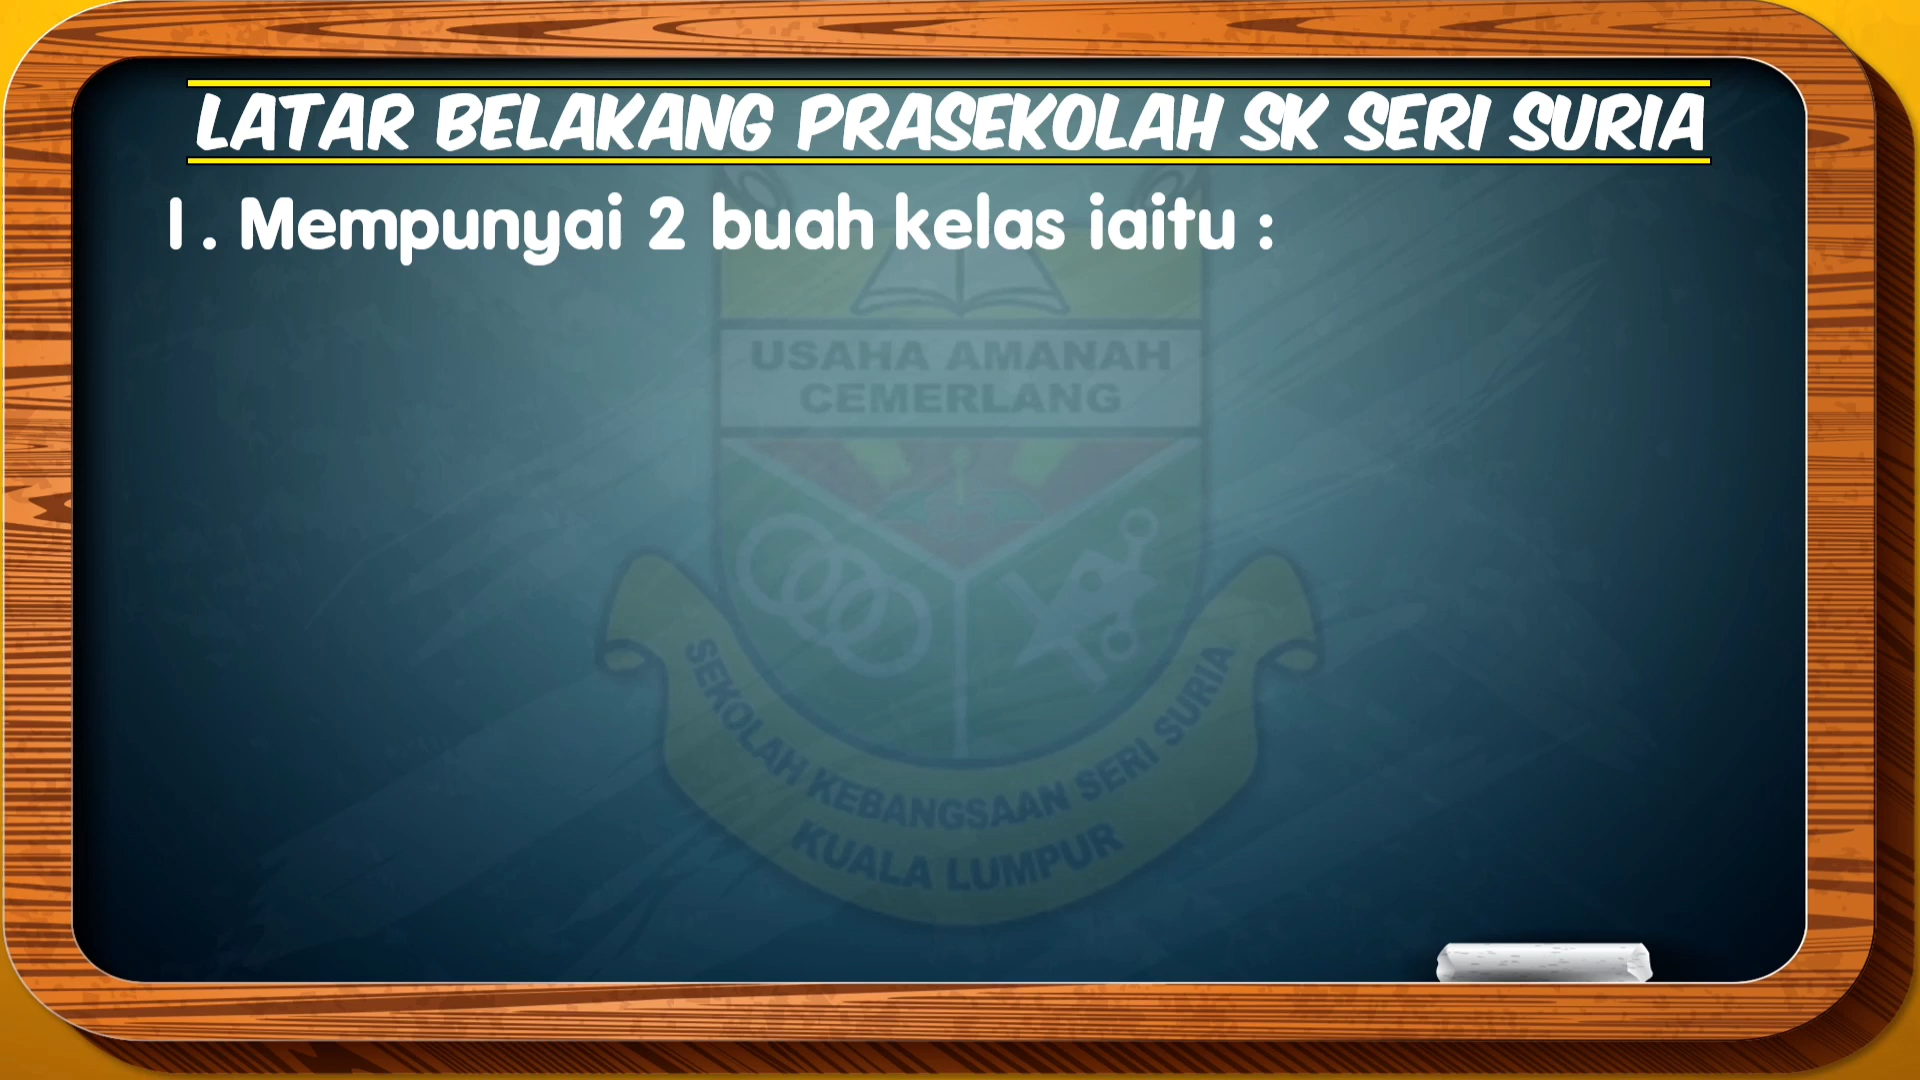 LATAR BELAKANG PRASEKOLAH SK SERI SURIA
1. Mempunyai 2 buah kelas iaitu :
USAHA AMANAH
CEMERLANG
SEKOLAH KEBANGSAAN SERI SURIA
KUALA LUMPUR